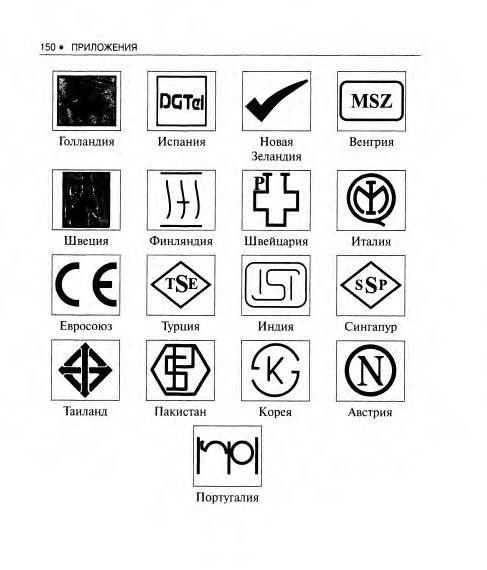 150 • ПРИЛОЖЕНИЯ
DGTel MSZ
Голландия Испания Новая Зеландия Венгрия
P
Швеция Финляндия Швейцария Италия
CE TSE IST SSP
Евросоюз Турция Индия Сингапур
K N
Таиланд Пакистан Корея Австрия
Португалия